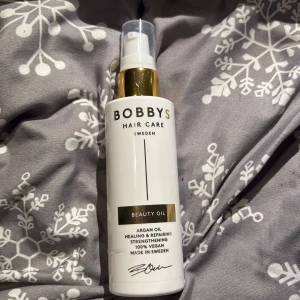 BOBBYS
HAIR CARE
SWEDEN
BEAUTY OIL
ARGAN OIL
HEALING & REPAIRING
STRENGTHENING
100% VEGAN
MADE IN SWEDEN